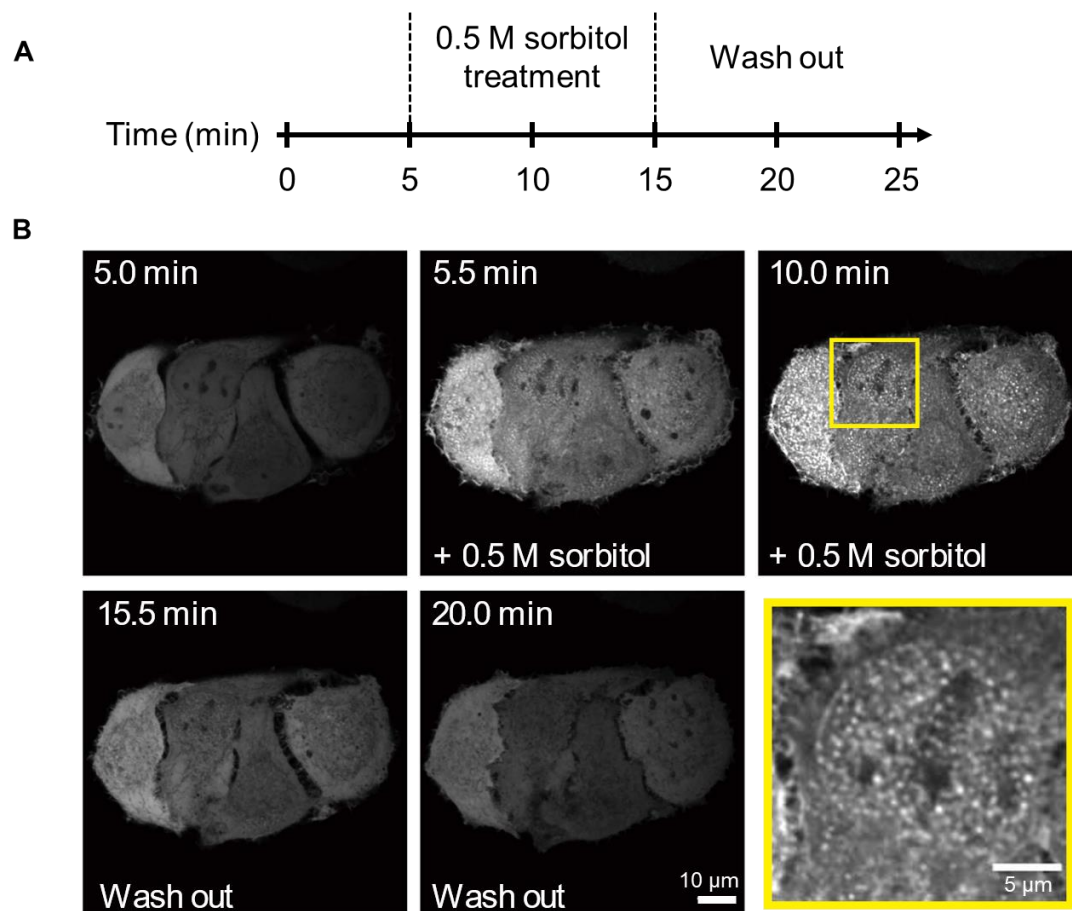 A
0.5 M sorbitol
treatment
Wash out
Time (min)
0 5 10 15 20 25
B
5.0 min
5.5 min
+ 0.5 M sorbitol
10.0 min
+ 0.5 M sorbitol
15.5 min
Wash out
20.0 min
Wash out
10 µm
5 µm